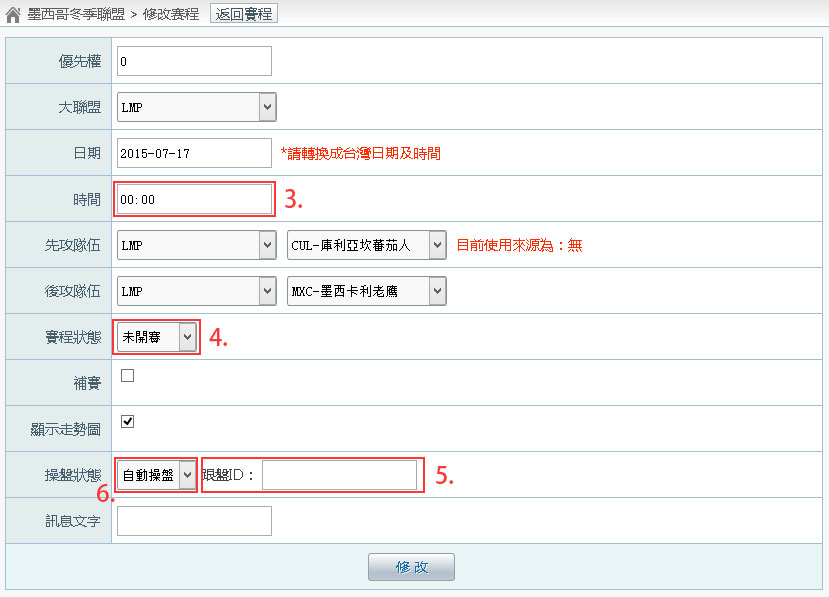 墨西哥冬季聯盟 > 修改賽程 返回賽程
優先權 0
大聯盟 LMP
日期 2015-07-17 *請轉換成台灣日期及時間
時間 00:00 3.
先攻隊伍 LMP CUL-庫利亞坎蕃茄人 目前使用來源為：無
後攻隊伍 LMP MXC-墨西卡利老鷹
賽程狀態 未開賽 4.
補賽
顯示走勢圖
操盤狀態 自動操盤 跟盤ID： 5.
6.
訊息文字
修改